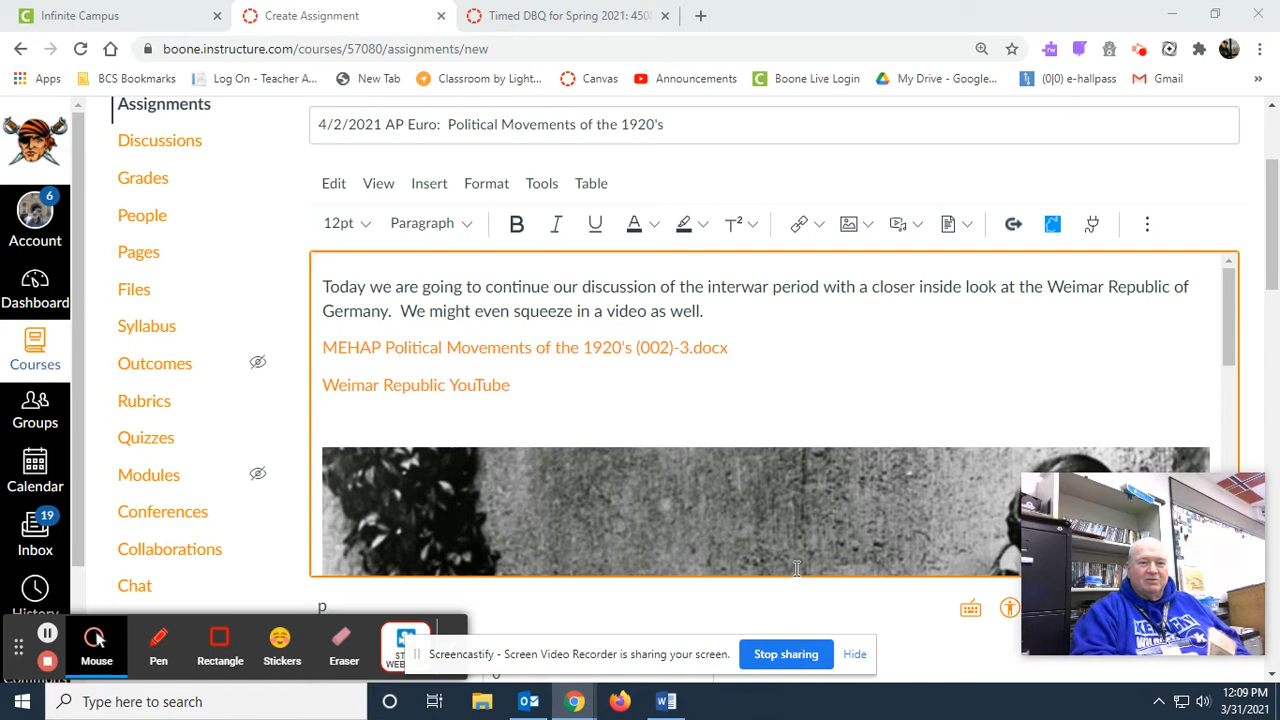 Infinite Campus
Create Assignment
Timed DBQ for Spring 2021: 450
boone.instructure.com/courses/57080/assignments/new
Apps
BCS Bookmarks
Log On - Teacher A...
New Tab
Classroom by Light...
Canvas
Announcements
Boone Live Login
My Drive - Google...
(0|0) e-hallpass
Gmail
Assignments
4/2/2021 AP Euro: Political Movements of the 1920's
Discussions
Grades
People
Pages
Files
Syllabus
Outcomes
Rubrics
Quizzes
Modules
Conferences
Collaborations
Chat
6
Account
Dashboard
Courses
Groups
Calendar
19
Inbox
History
Edit View Insert Format Tools Table
12pt Paragraph B I U A T²
Today we are going to continue our discussion of the interwar period with a closer inside look at the Weimar Republic of
Germany. We might even squeeze in a video as well.
MEHAP Political Movements of the 1920's (002)-3.docx
Weimar Republic YouTube
p
Mouse
Pen
Rectangle
Stickers
Eraser
Screencastify - Screen Video Recorder is sharing your screen.
Stop sharing
Hide
Type here to search
12:09 PM
3/31/2021